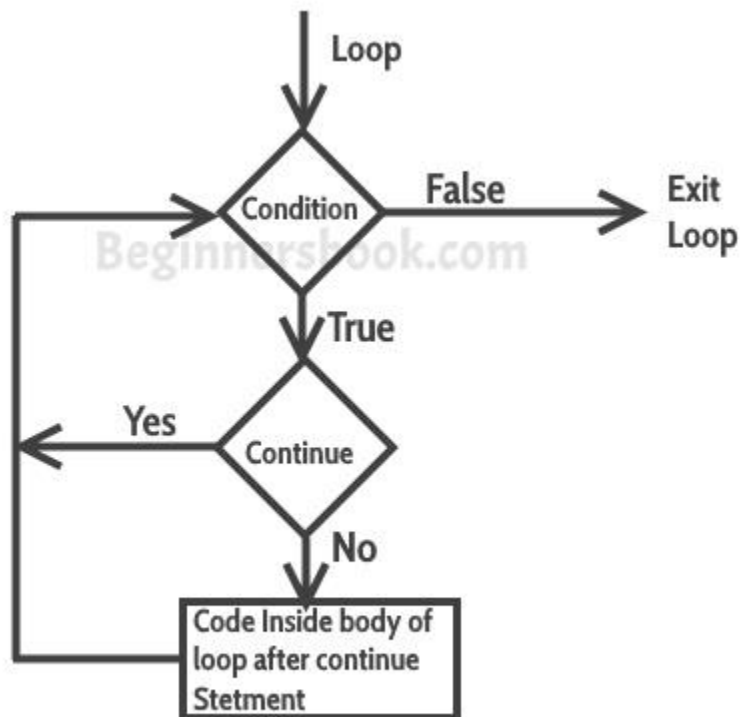 Loop
Condition
False
Exit
Loop
Beginnersbook.com
True
Yes
Continue
No
Code Inside body of
loop after continue
Stetment